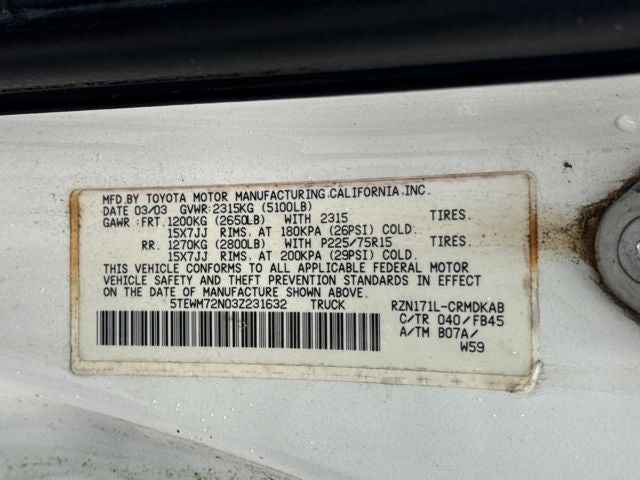 MFD.BY TOYOTA MOTOR MANUFACTURING,CALIFORNIA,INC.
DATE 03/03 GVWR:2315KG (5100LB)
GAWR :FRT.1200KG (2650LB) WITH 2315 TIRES.
15X7JJ RIMS, AT 180KPA (26PSI) COLD.
RR. 1270KG (2800LB) WITH P225/75R15 TIRES.
15X7JJ RIMS, AT 200KPA (29PSI) COLD.
THIS VEHICLE CONFORMS TO ALL APPLICABLE FEDERAL MOTOR
VEHICLE SAFETY AND THEFT PREVENTION STANDARDS IN EFFECT
ON THE DATE OF MANUFACTURE SHOWN ABOVE.
5TEWM72N03Z231632 TRUCK RZN171L-CRMDKAB
C/TR 040/FB45
A/TM B07A/
W59